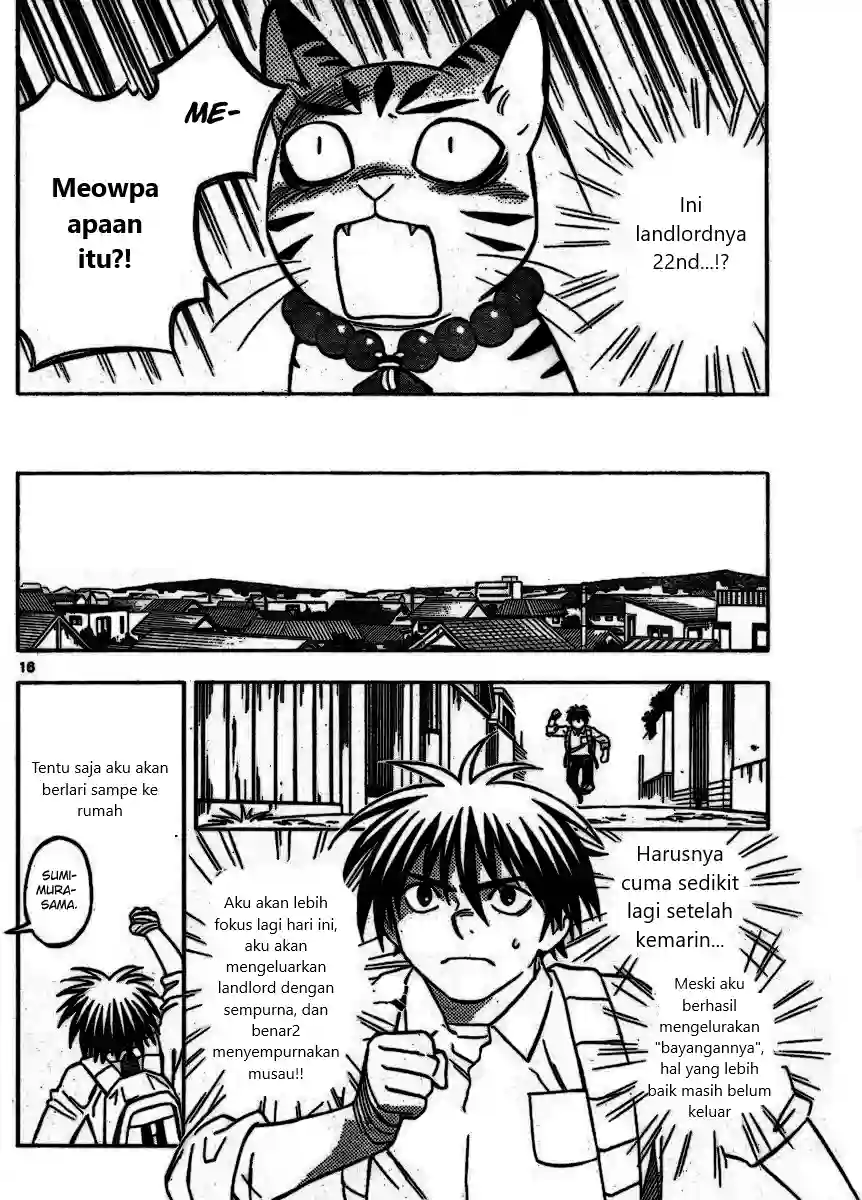 ME-
Meowpa
apaan
itu?!
Ini
landlordnya
22nd...!?
16
Tentu saja aku akan
berlari sampe ke
rumah
SUMI-
MURA-
SAMA.
Harusnya
cuma sedikit
lagi setelah
kemarin...
Meski aku
berhasil
mengelurakan
"bayangannya",
hal yang lebih
baik masih belum
keluar
Aku akan lebih
fokus lagi hari ini,
aku akan
mengeluarkan
landlord dengan
sempurna, dan
benar2
menyempurnakan
musau!!